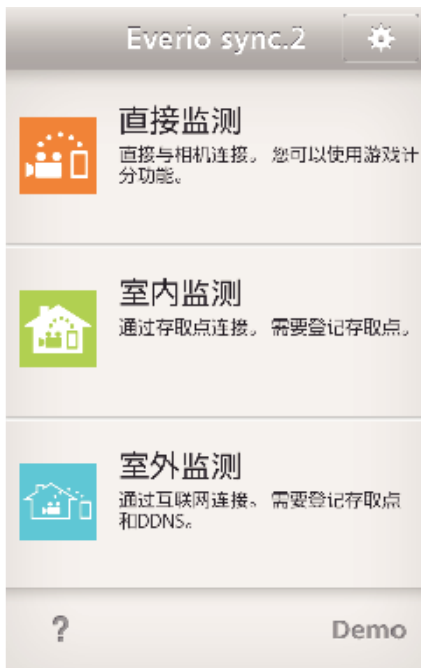 Everio sync.2
直接监测
直接与相机连接。 您可以使用游戏计
分功能。
室内监测
通过存取点连接。 需要登记存取点。
室外监测
通过互联网连接。 需要登记存取点
和DDNS。
?
Demo